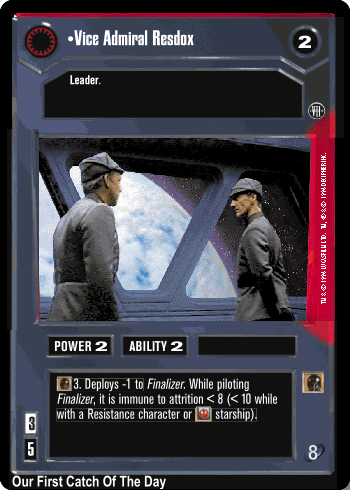 •Vice Admiral Resdox
2
Leader.
VII
POWER 2
ABILITY 2
3. Deploys -1 to Finalizer. While piloting
Finalizer, it is immune to attrition < 8 (< 10 while
with a Resistance character or starship).
3
5
8
Our First Catch Of The Day